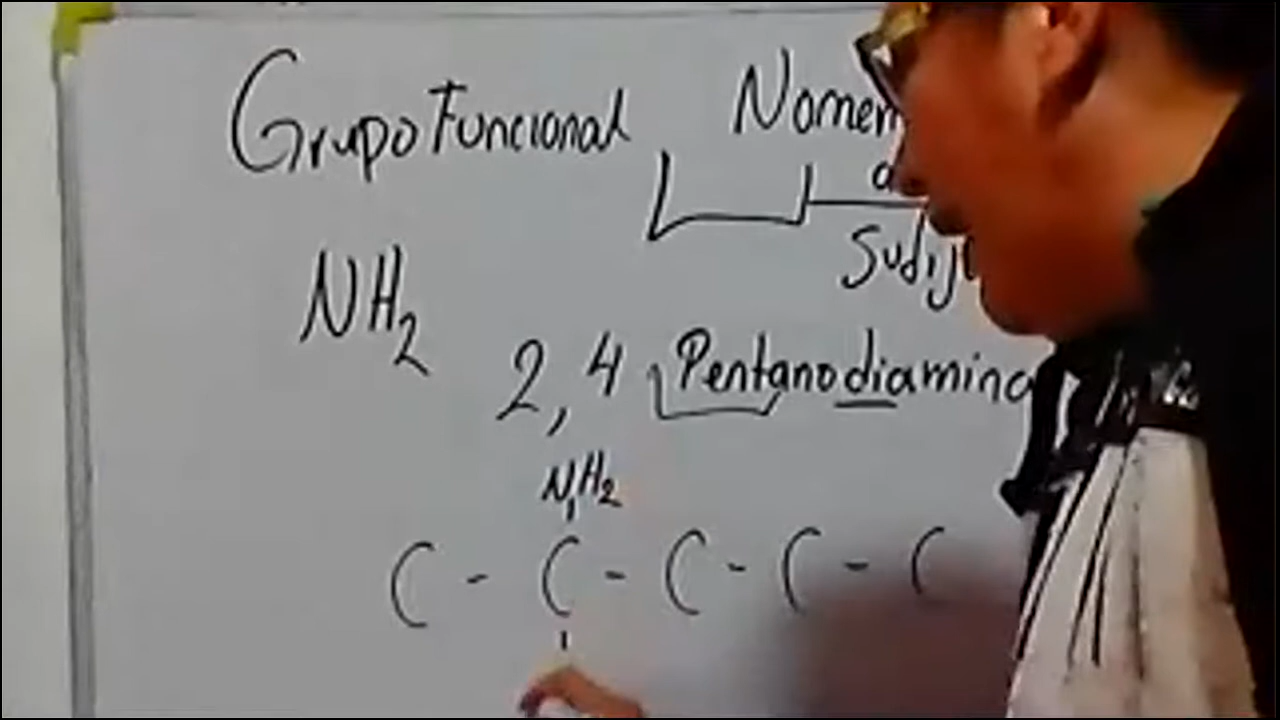 Grupo Funcional
NH2
2,4 Pentanodiamina
NH2
C - C - C - C - C